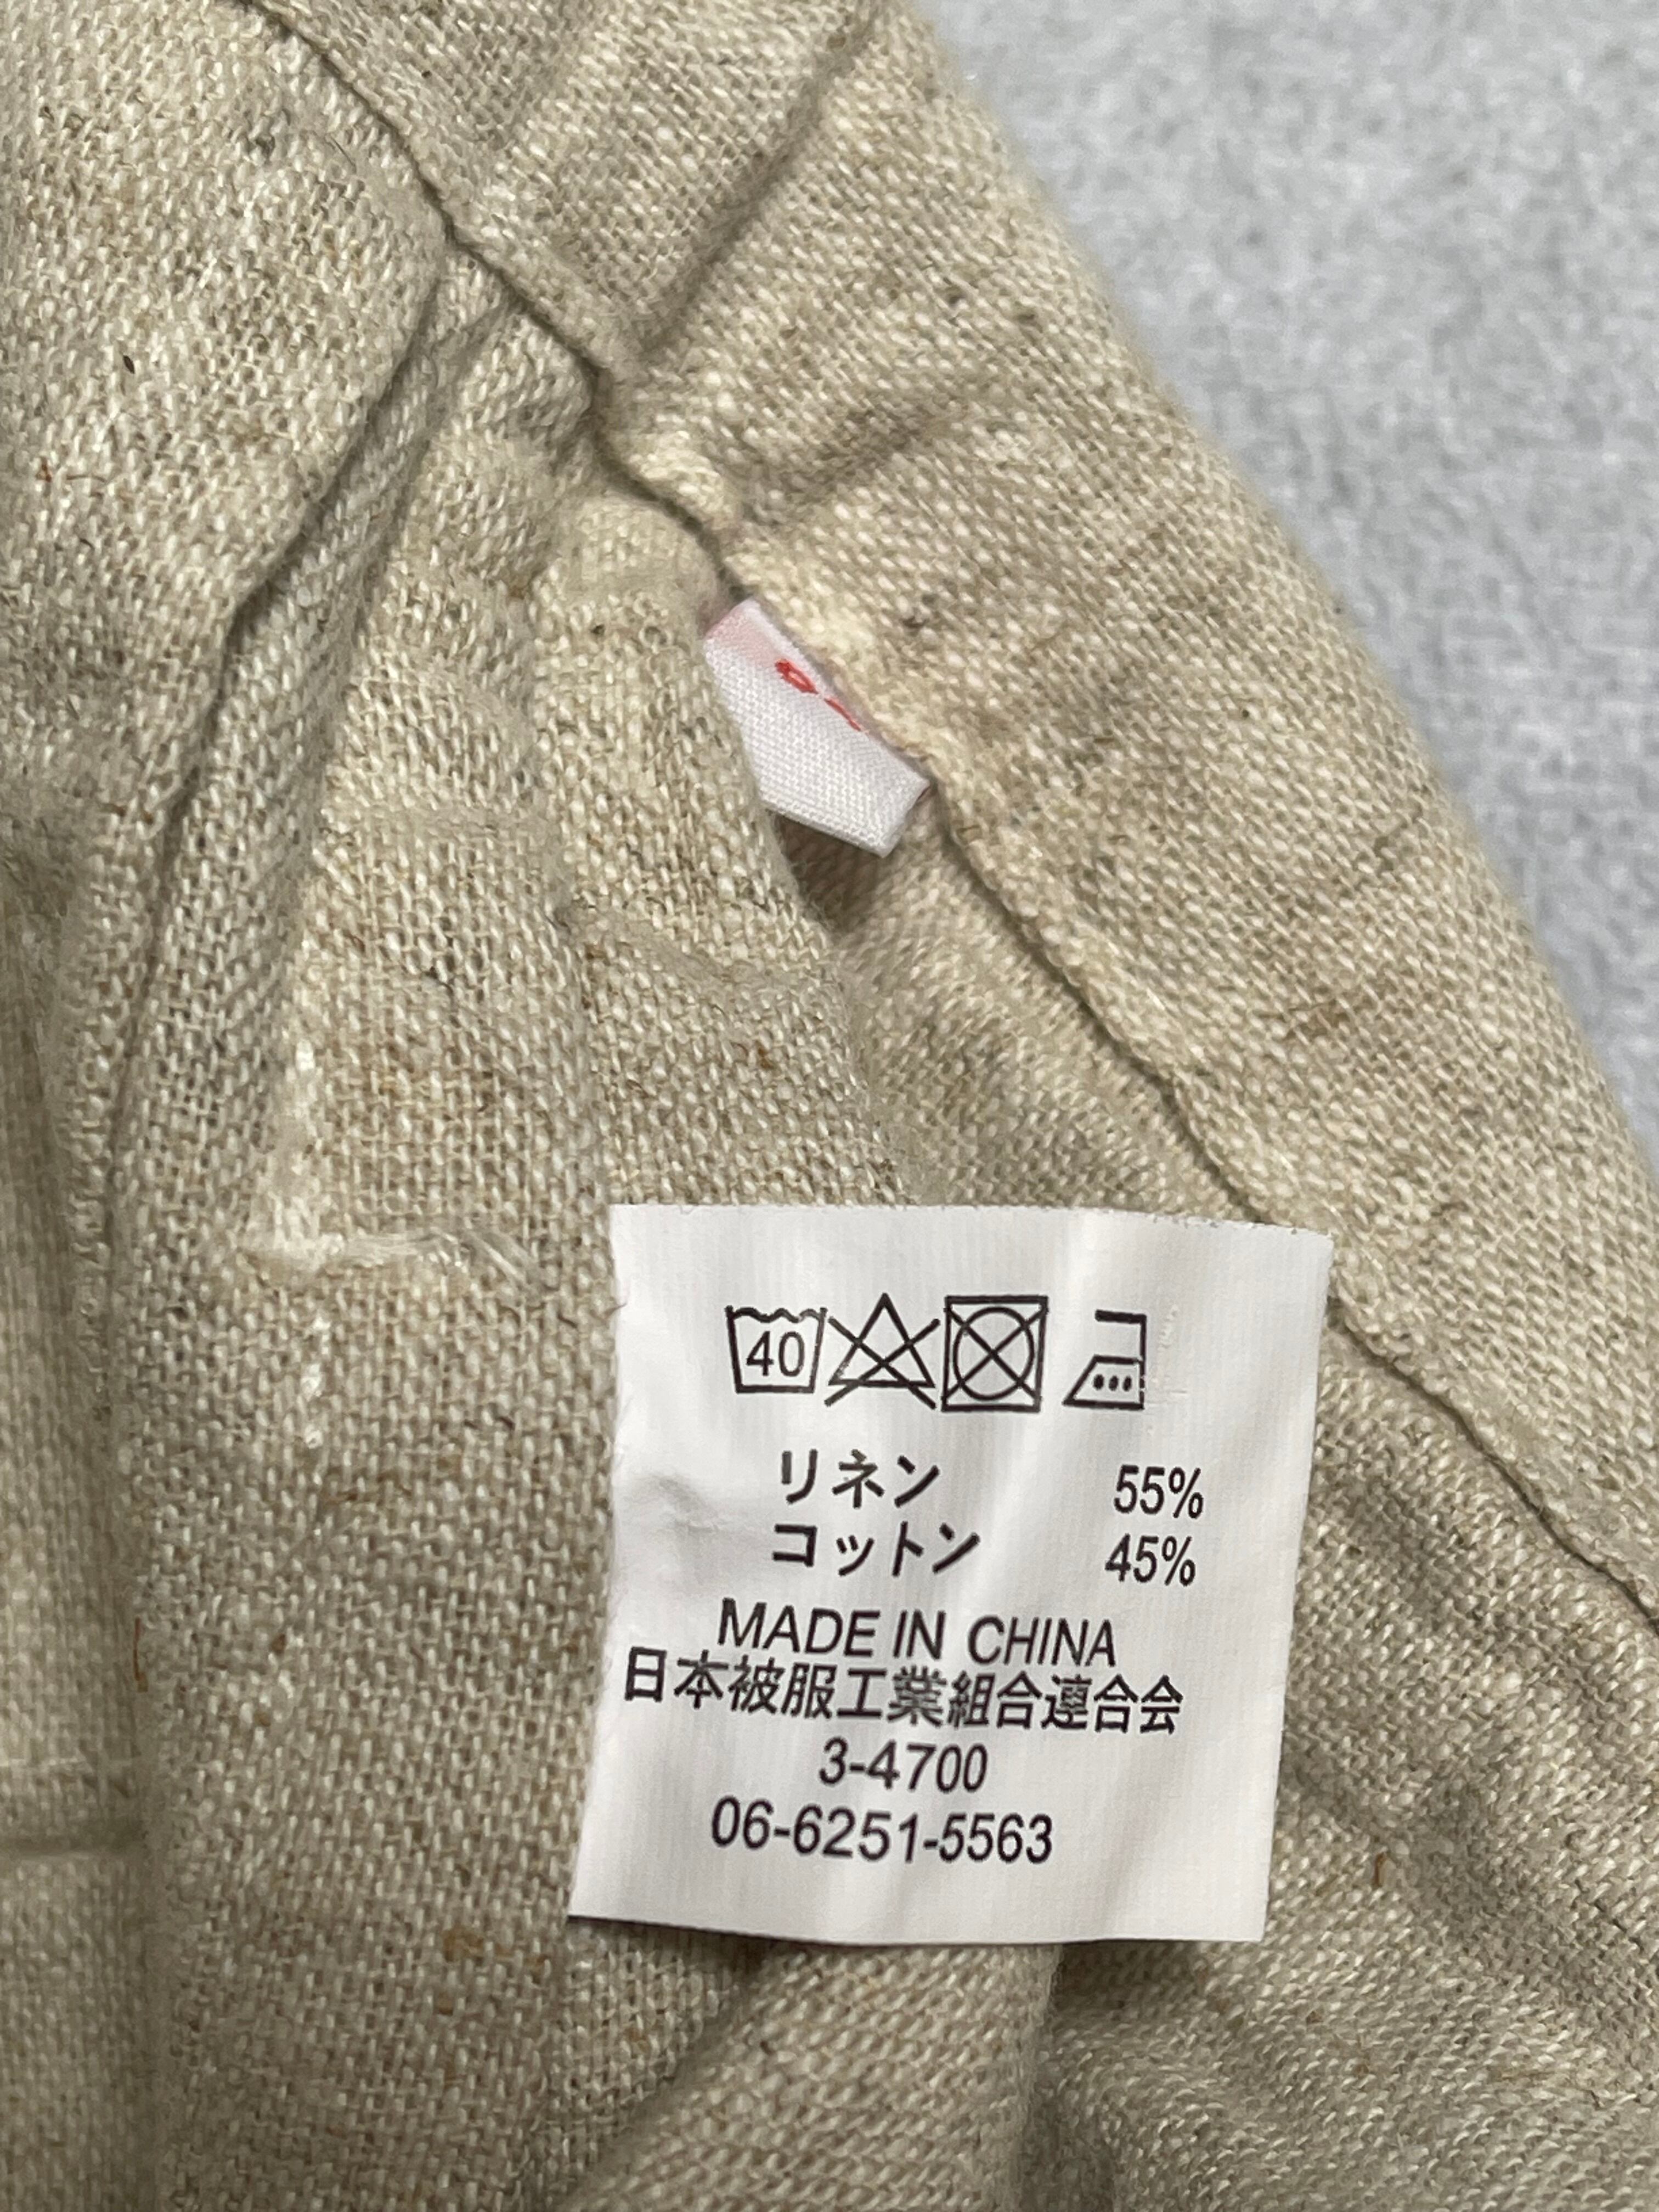 40
リネン 55%
コットン 45%
MADE IN CHINA
日本被服工業組合連合会
3-4700
06-6251-5563